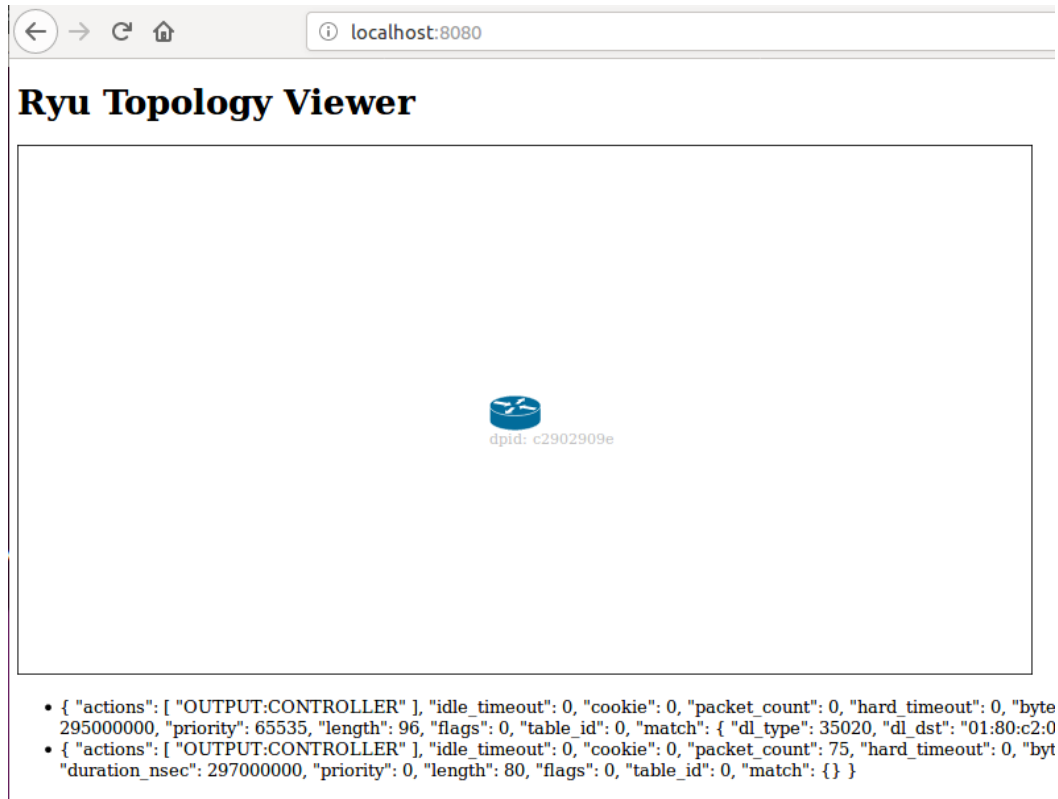 localhost:8080
Ryu Topology Viewer
dpid: c2902909e
• { "actions": [ "OUTPUT:CONTROLLER" ], "idle_timeout": 0, "cookie": 0, "packet_count": 0, "hard_timeout": 0, "byte
295000000, "priority": 65535, "length": 96, "flags": 0, "table_id": 0, "match": { "dl_type": 35020, "dl_dst": "01:80:c2:0
• { "actions": [ "OUTPUT:CONTROLLER" ], "idle_timeout": 0, "cookie": 0, "packet_count": 75, "hard_timeout": 0, "byt
"duration_nsec": 297000000, "priority": 0, "length": 80, "flags": 0, "table_id": 0, "match": {} }